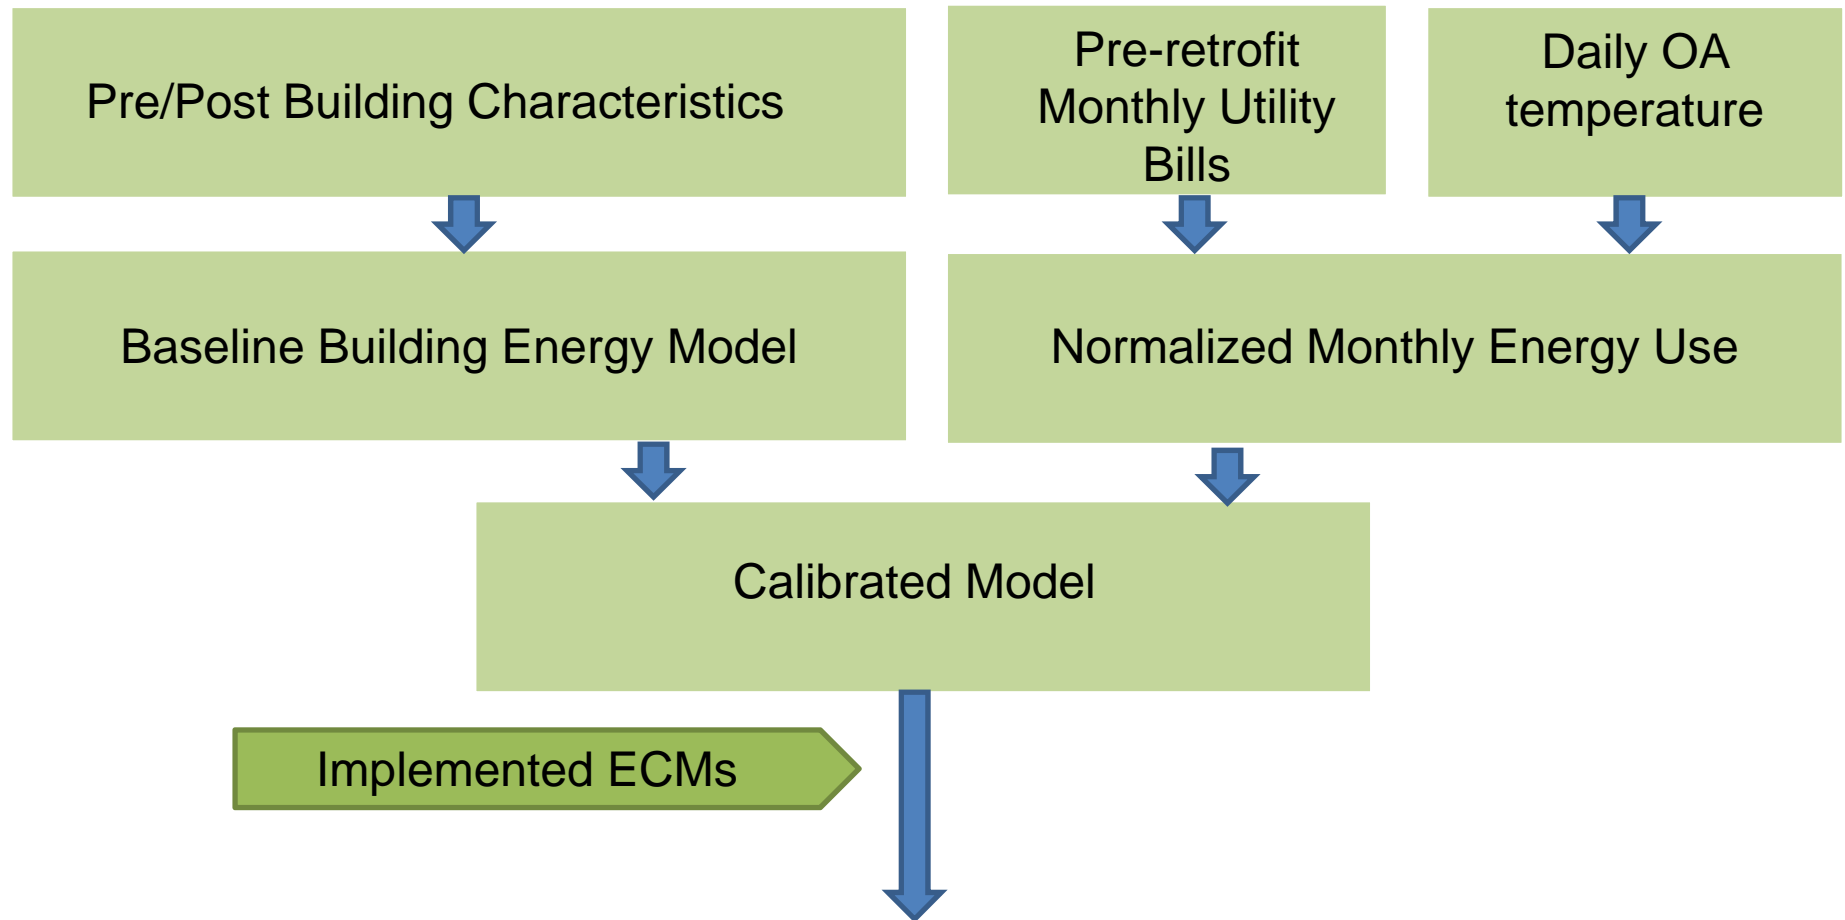 Pre/Post Building Characteristics
Pre-retrofit
Monthly Utility
Bills
Daily OA
temperature
Baseline Building Energy Model
Normalized Monthly Energy Use
Calibrated Model
Implemented ECMs